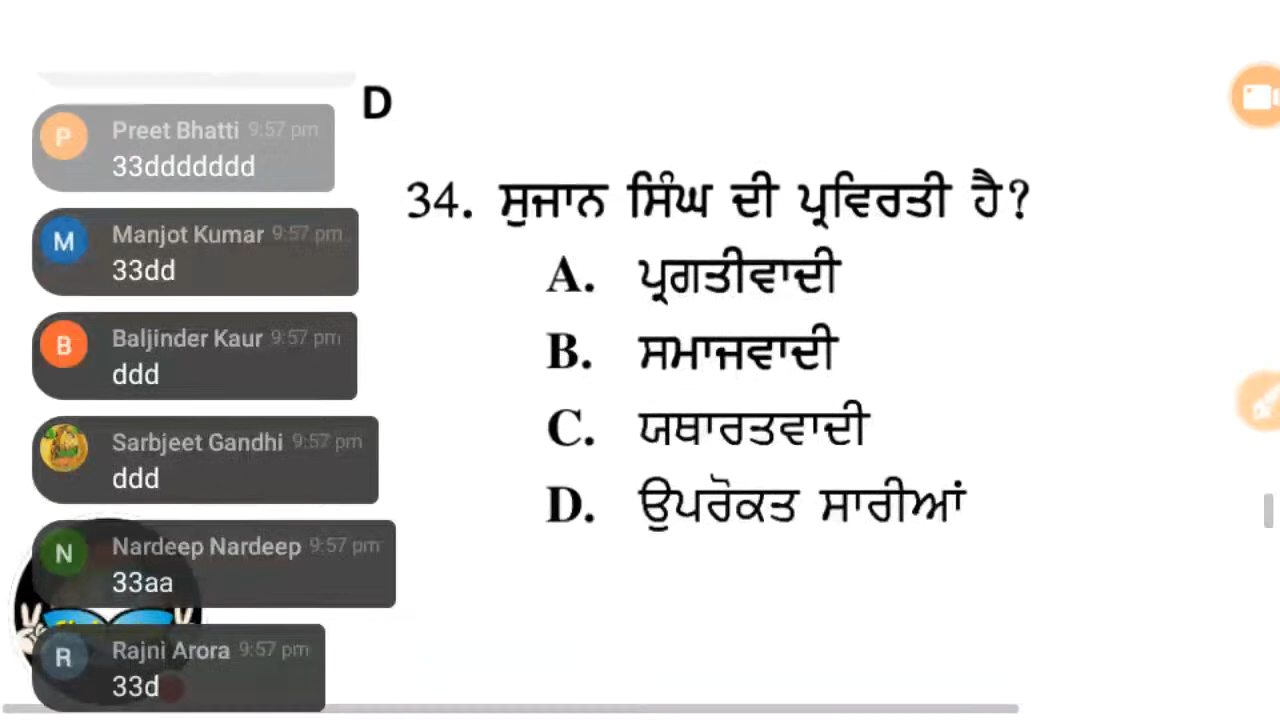 Preet Bhatti 9:57 pm
33ddddddd
Manjot Kumar 9:57 pm
33dd
Baljinder Kaur 9:57 pm
ddd
Sarbjeet Gandhi 9:57 pm
ddd
Nardeep Nardeep 9:57 pm
33aa
Rajni Arora 9:57 pm
33d
D
34. ਸੁਜਾਨ ਸਿੰਘ ਦੀ ਪ੍ਰਵਿਰਤੀ ਹੈ?
A. ਪ੍ਰਗਤੀਵਾਦੀ
B. ਸਮਾਜਵਾਦੀ
C. ਯਥਾਰਤਵਾਦੀ
D. ਉਪਰੋਕਤ ਸਾਰੀਆਂ